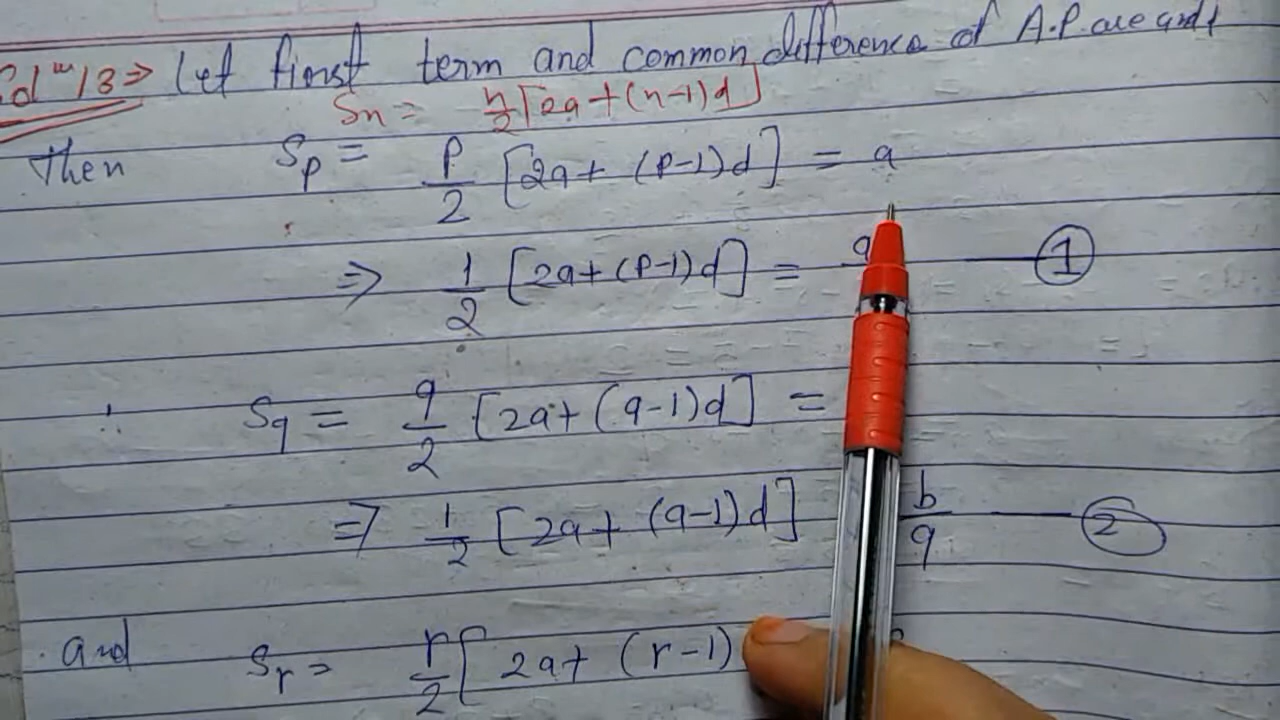 Solⁿ 13⇒ Let first term and common difference of A.P. are and
Sn = n/2[2a+(n-1)d]
Then Sp = p/2 [2a+ (p-1)d] = a
⇒ 1/2 [2a+(p-1)d] = a ——— ①
∴ Sq = q/2 [2a+(q-1)d] =
⇒ 1/2 [2a+ (q-1)d] b/q ——— ②
and Sr = r/2[ 2a+ (r-1)